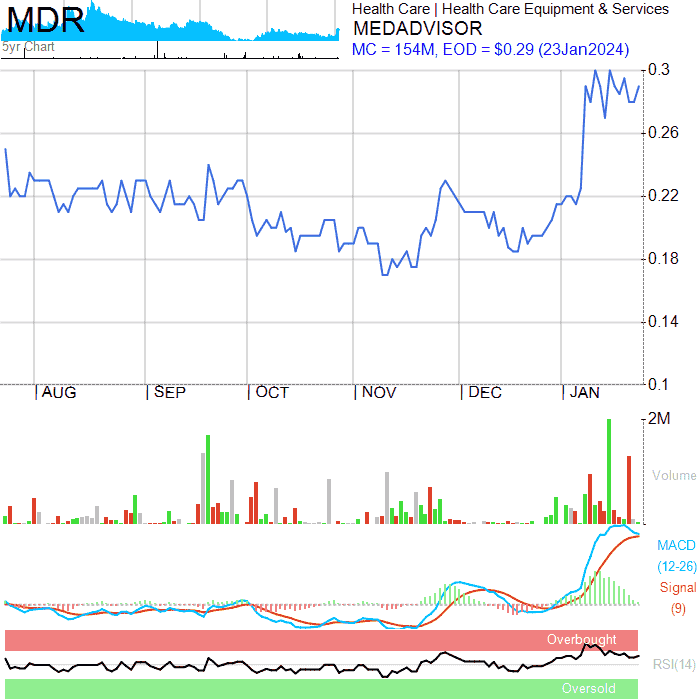 MDR
5yr Chart
Health Care | Health Care Equipment & Services
MEDADVISOR
MC = 154M, EOD = $0.29 (23Jan2024)
0.3
0.26
0.22
0.18
0.14
0.1
AUG
SEP
OCT
NOV
DEC
JAN
2M
Volume
MACD
(12-26)
Signal
(9)
Overbought
RSI(14)
Oversold